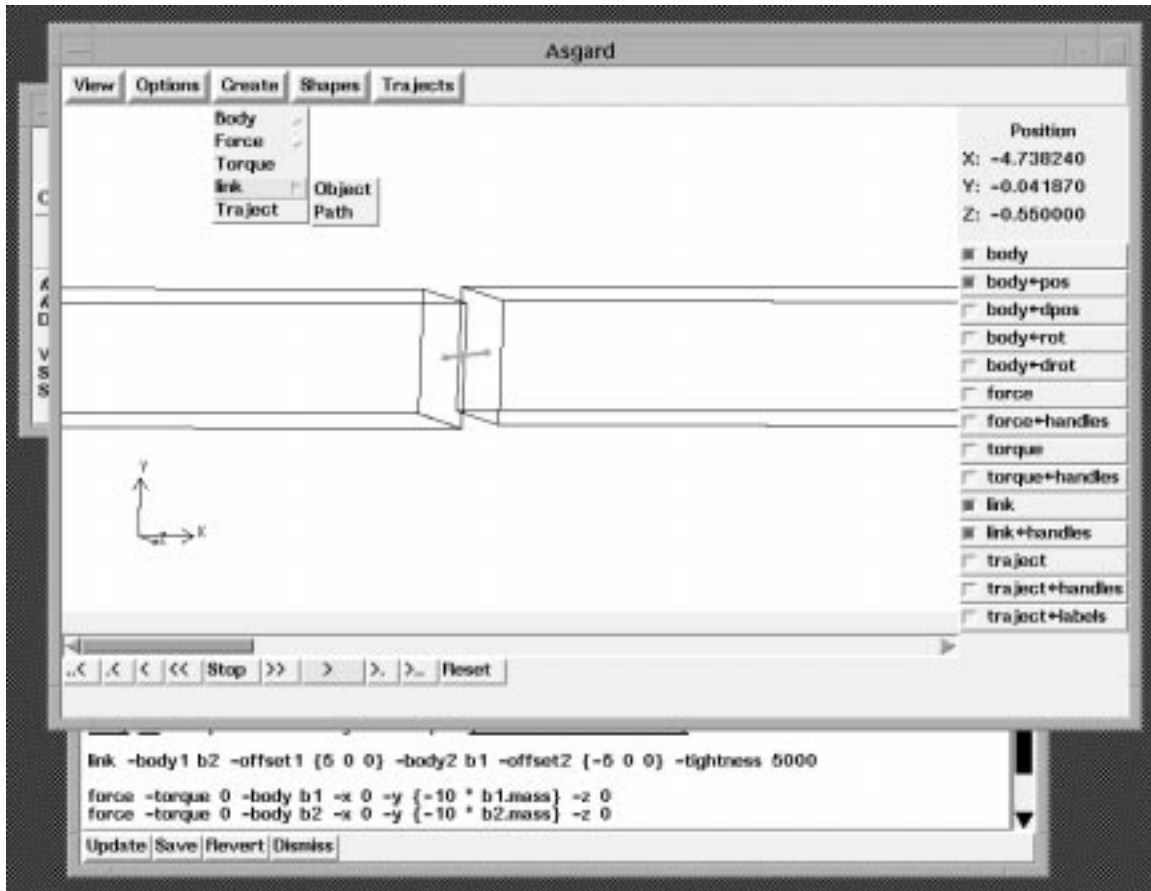 Asgard
View Options Create Shapes Trajects
Body
Force
Torque
link
Traject
Object
Path
Position
X: -4.738240
Y: -0.041870
Z: -0.550000
body
body+pos
body+dpos
body+rot
body+drot
force
force+handles
torque
torque+handles
link
link+handles
traject
traject+handles
traject+labels
Y
X
Z
..< .< < << Stop >> > >. >.. Reset
link -body1 b2 -offset1 {5 0 0} -body2 b1 -offset2 {-5 0 0} -tightness 5000
force -torque 0 -body b1 -x 0 -y {-10 * b1.mass} -z 0
force -torque 0 -body b2 -x 0 -y {-10 * b2.mass} -z 0
Update Save Revert Dismiss